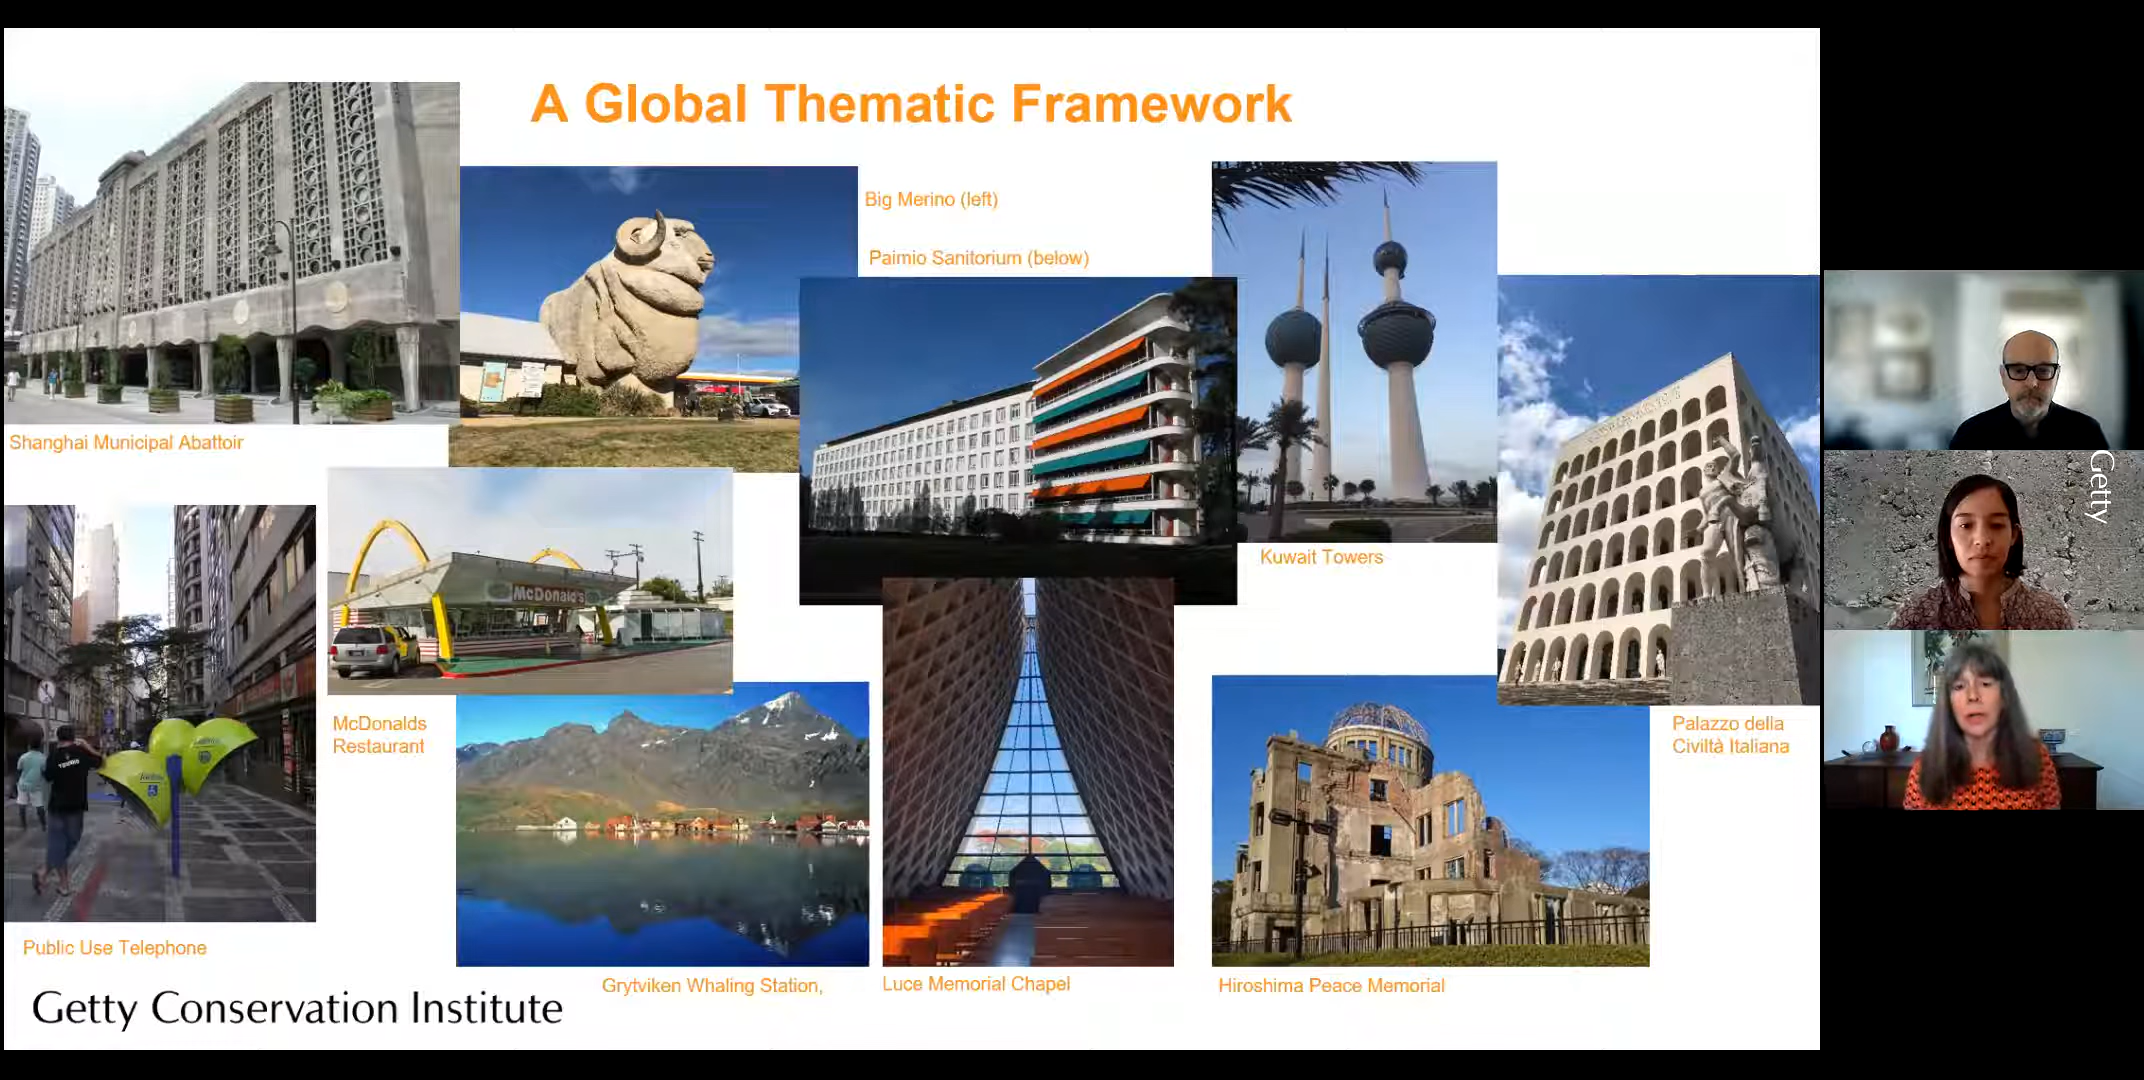 A Global Thematic Framework
Big Merino (left)
Paimio Sanitorium (below)
Shanghai Municipal Abattoir
Kuwait Towers
McDonald's
McDonalds
Restaurant
Palazzo della
Civiltà Italiana
Public Use Telephone
Grytviken Whaling Station,
Luce Memorial Chapel
Hiroshima Peace Memorial
Getty Conservation Institute
Getty